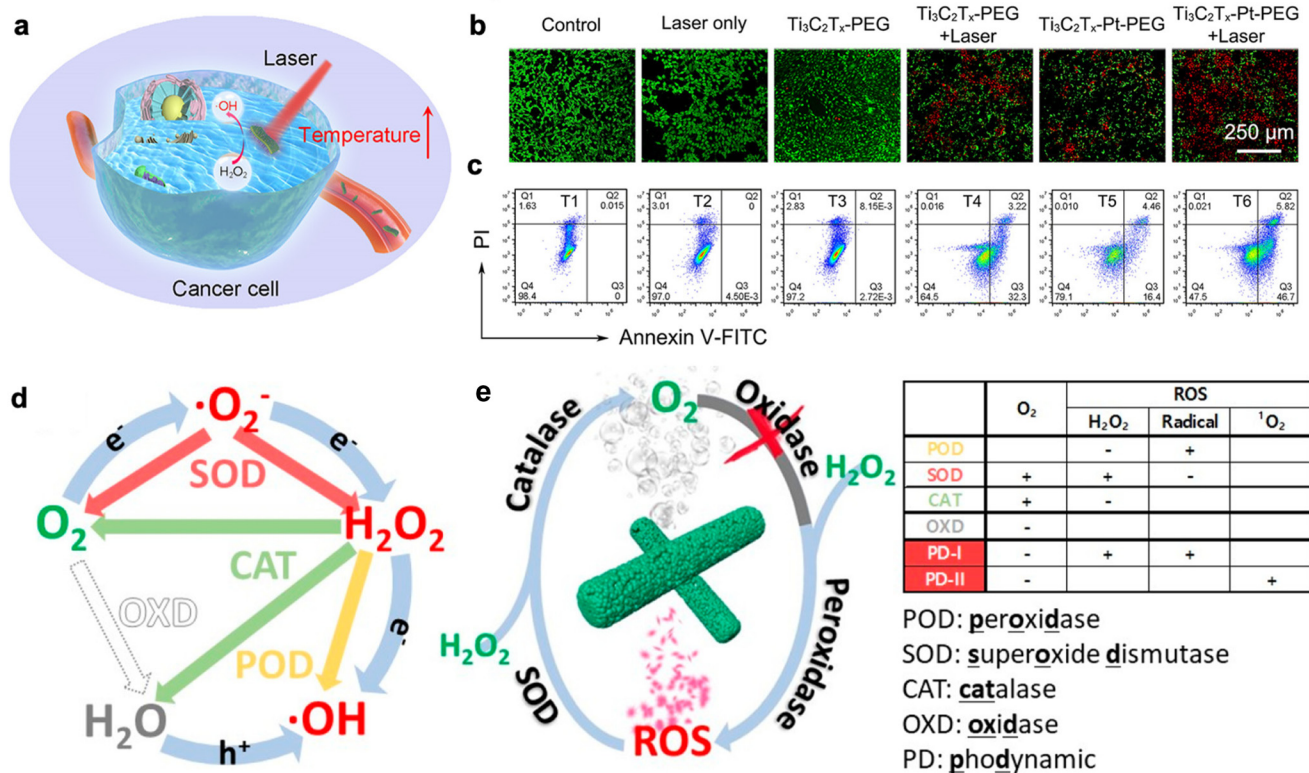 a
Laser
·OH
Temperature
H₂O₂
Cancer cell
b
Control
Laser only
Ti₃C₂Tₓ-PEG
Ti₃C₂Tₓ-PEG
+Laser
Ti₃C₂Tₓ-Pt-PEG
Ti₃C₂Tₓ-Pt-PEG
+Laser
250 μm
c
PI
Annexin V-FITC
Q1
1.63
T1
Q2
0.015
Q4
98.4
Q3
0
Q1
3.01
T2
Q2
0
Q4
97.0
Q3
4.50E-3
Q1
2.83
T3
Q2
8.15E-3
Q4
97.2
Q3
2.72E-3
Q1
0.016
T4
Q2
3.22
Q4
64.5
Q3
32.3
Q1
0.010
T5
Q2
4.46
Q4
79.1
Q3
16.4
Q1
0.021
T6
Q2
5.82
Q4
47.5
Q3
46.7
d
·O₂⁻
e⁻
e⁻
SOD
O₂
H₂O₂
CAT
OXD
POD
e⁻
H₂O
·OH
h⁺
e
O₂
Catalase
Oxidase
H₂O₂
H₂O₂
SOD
Peroxidase
ROS
O₂ ROS
H₂O₂ Radical ¹O₂
POD - +
SOD + + -
CAT + -
OXD -
PD-I - + +
PD-II - +
POD: peroxidase
SOD: superoxide dismutase
CAT: catalase
OXD: oxidase
PD: phodynamic